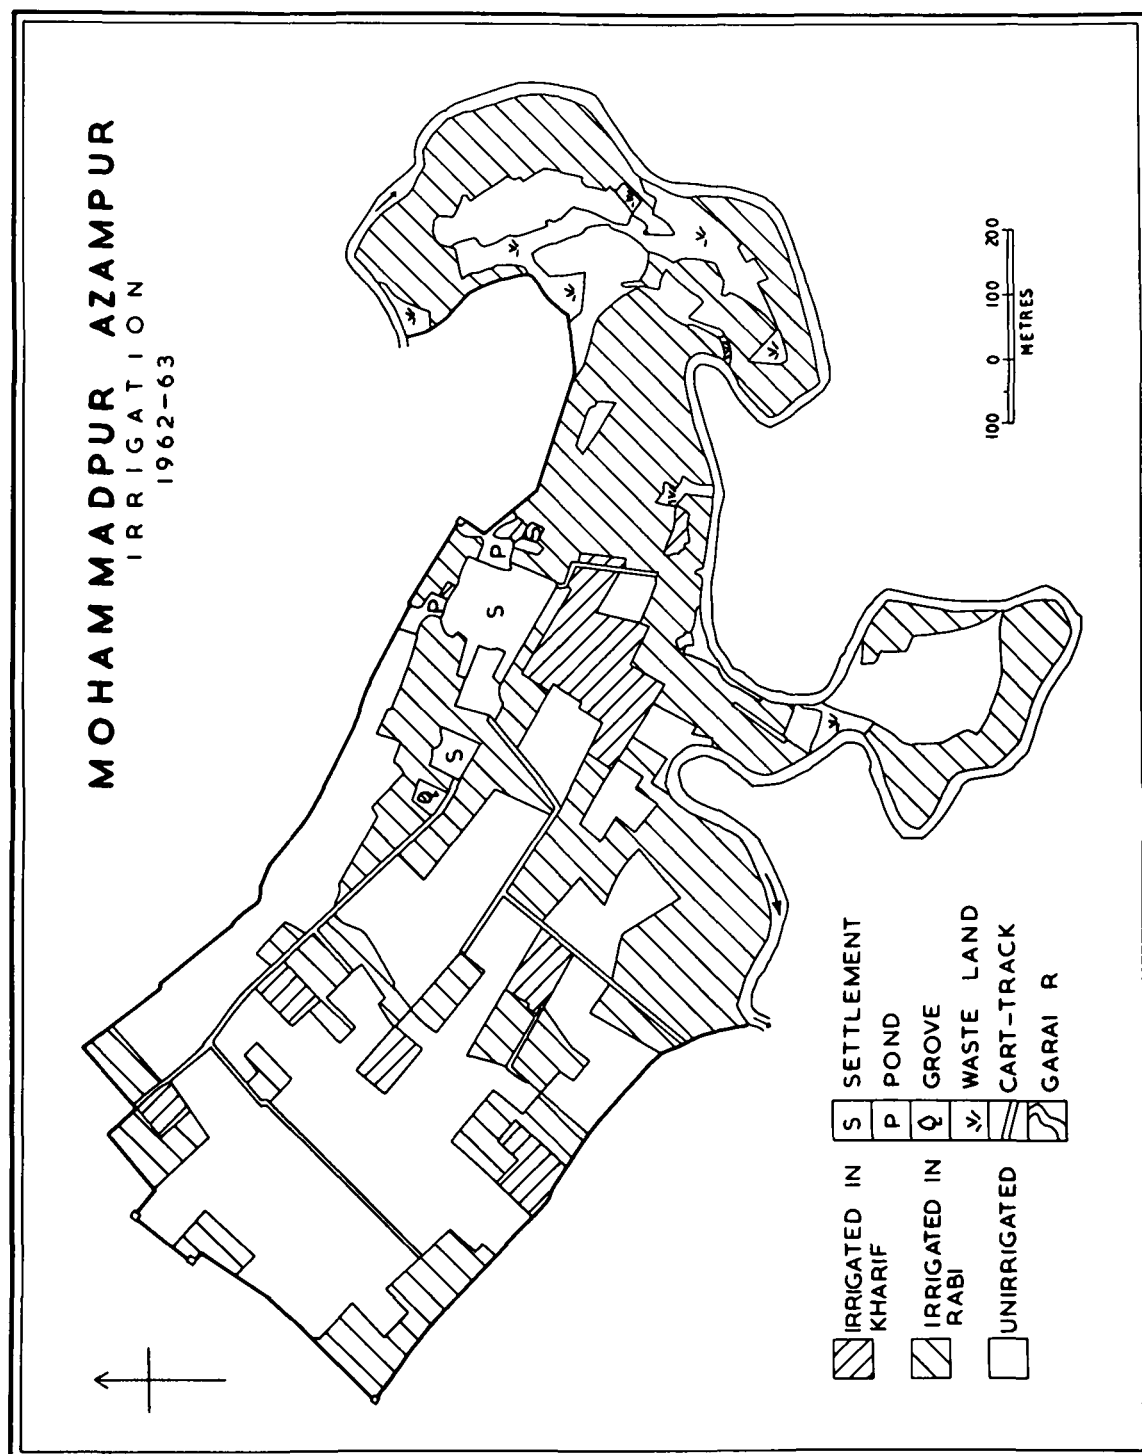 MOHAMMADPUR AZAMPUR
IRRIGATION
1962-63
P
P
S
S
S
100 0 100 200
METRES
IRRIGATED IN
KHARIF
IRRIGATED IN
RABI
UNIRRIGATED
S SETTLEMENT
P POND
GROVE
WASTE LAND
CART-TRACK
GARAI R